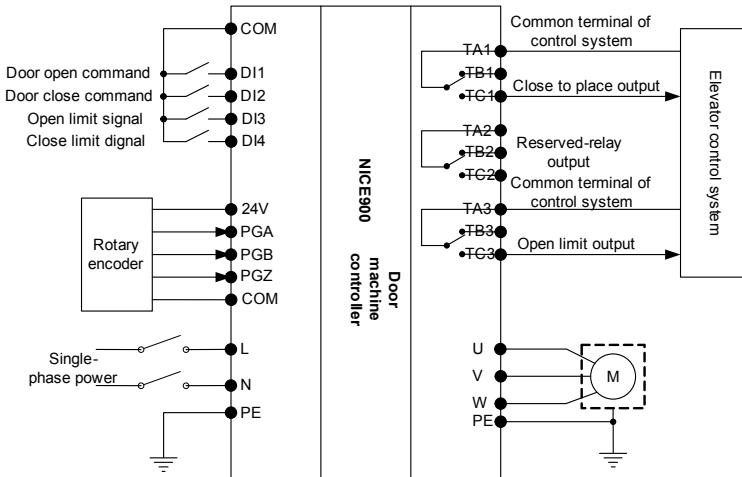 COM
Door open command
DI1
Door close command
DI2
Open limit signal
DI3
Close limit dignal
DI4
24V
PGA
PGB
PGZ
COM
Rotary
encoder
Single-
phase power
L
N
PE
NICE900
Door
machine
controller
TA1
TB1
TC1
TA2
TB2
TC2
TA3
TB3
TC3
Common terminal of
control system
Close to place output
Reserved-relay
output
Common terminal of
control system
Open limit output
Elevator control system
U
V
W
PE
M